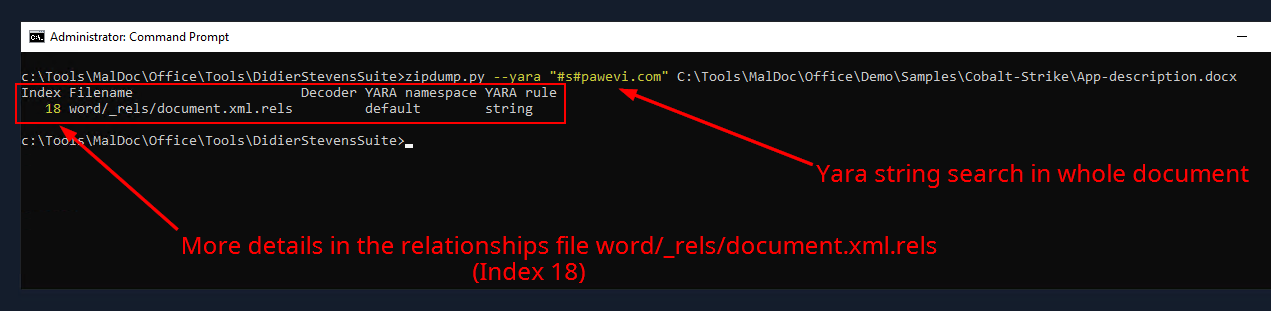 Administrator: Command Prompt
c:\Tools\MalDoc\Office\Tools\DidierStevensSuite>zipdump.py --yara "#s#pawevi.com" C:\Tools\MalDoc\Office\Demo\Samples\Cobalt-Strike\App-description.docx
Index Filename                     Decoder YARA namespace YARA rule
   18 word/_rels/document.xml.rels         default        string
c:\Tools\MalDoc\Office\Tools\DidierStevensSuite>
Yara string search in whole document
More details in the relationships file word/_rels/document.xml.rels
(Index 18)